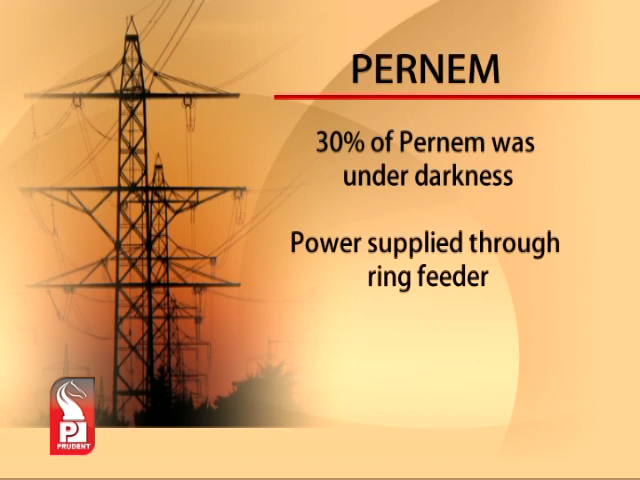 PERNEM
30% of Pernem was
under darkness
Power supplied through
ring feeder
P
PRUDENT